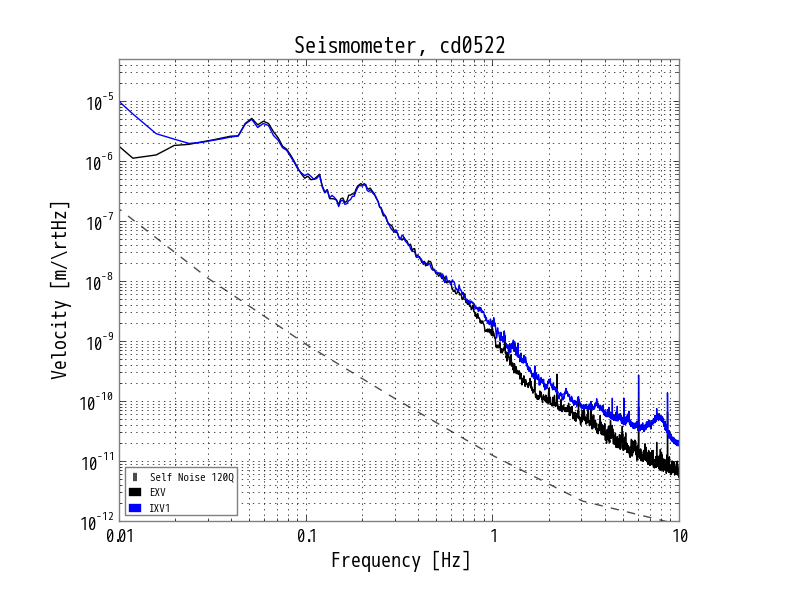 Seismometer, cd0522
Velocity [m/\rtHz]
10-5
10-6
10-7
10-8
10-9
10-10
10-11
10-12
Self Noise 120Q
EXV
IXV1
0.01
0.1
1
10
Frequency [Hz]